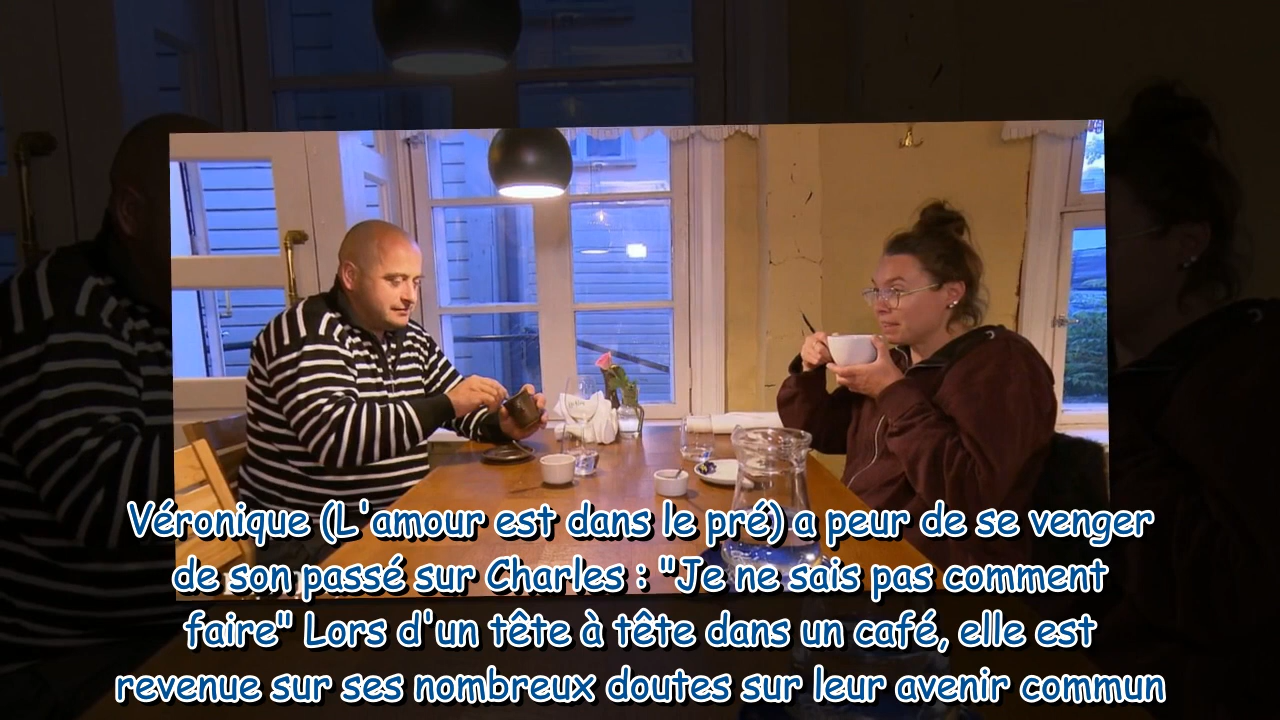 Véronique (L'amour est dans le pré) a peur de se venger
de son passé sur Charles : "Je ne sais pas comment
faire" Lors d'un tête à tête dans un café, elle est
revenue sur ses nombreux doutes sur leur avenir commun